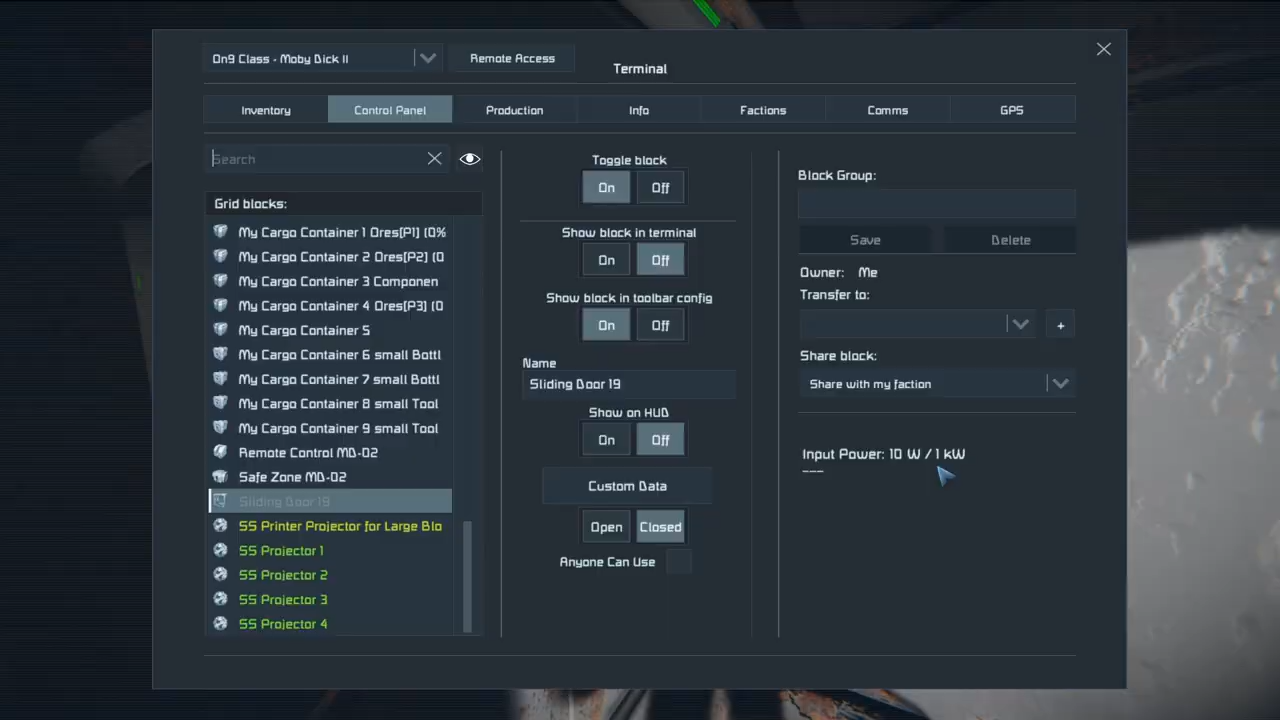 On9 Class - Moby Dick II
Remote Access
Terminal
Inventory
Control Panel
Production
Info
Factions
Comms
GPS
Search
Grid blocks:
My Cargo Container 1 Ores[P1] (0%
My Cargo Container 2 Ores[P2] (0
My Cargo Container 3 Componen
My Cargo Container 4 Ores[P3] (0
My Cargo Container 5
My Cargo Container 6 small Bottl
My Cargo Container 7 small Bottl
My Cargo Container 8 small Tool
My Cargo Container 9 small Tool
Remote Control MD-02
Safe Zone MD-02
Sliding Door 19
SS Printer Projector for Large Blo
SS Projector 1
SS Projector 2
SS Projector 3
SS Projector 4
Toggle block
On Off
Show block in terminal
On Off
Show block in toolbar config
On Off
Name
Sliding Door 19
Show on HUD
On Off
Custom Data
Open Closed
Anyone Can Use
Block Group:
Save Delete
Owner: Me
Transfer to:
+
Share block:
Share with my faction
Input Power: 10 W / 1 kW
---